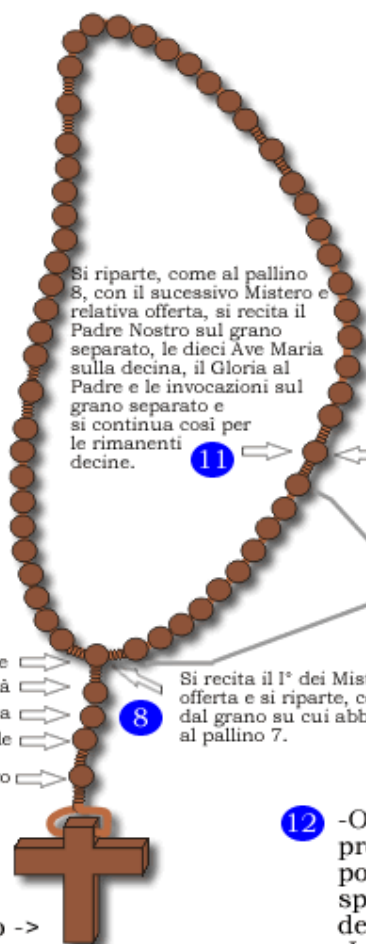 Si riparte, come al pallino
8, con il sucessivo Mistero e
relativa offerta, si recita il
Padre Nostro sul grano
separato, le dieci Ave Maria
sulla decina, il Gloria al
Padre e le invocazioni sul
grano separato e
si continua così per
le rimanenti
decine.
11
e
à
a
le
o
8
Si recita il I° dei Mis
offerta e si riparte, c
dal grano su cui abb
al pallino 7.
12
-O
pr
po
sp
de
o ->